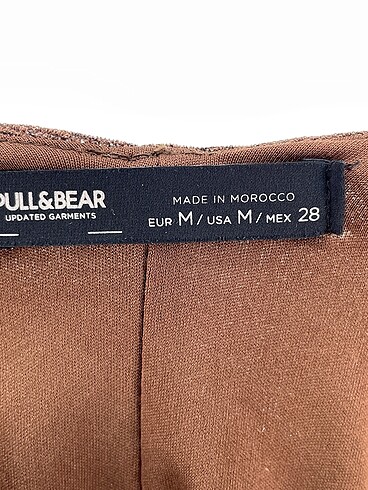 PULL&BEAR
UPDATED GARMENTS
MADE IN MOROCCO
EUR M / USA M / MEX 28